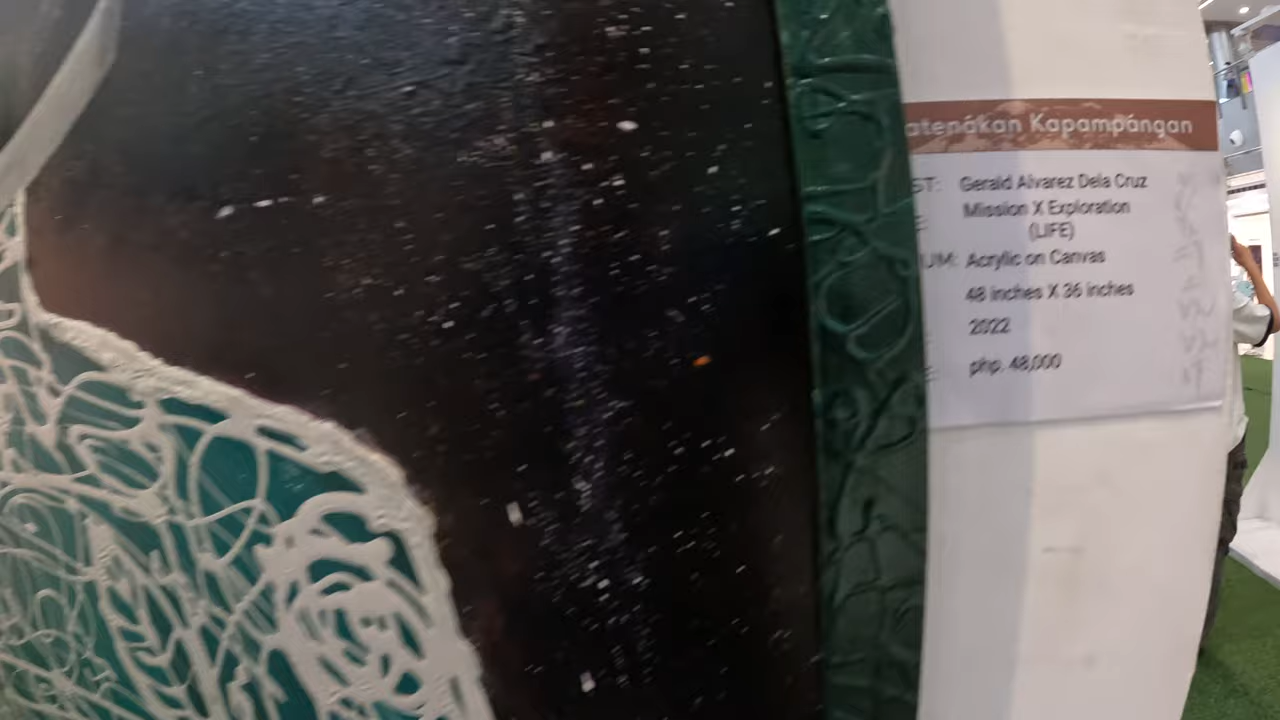 atenákan Kapampángan
ST: Gerald Alvarez Dela Cruz
Mission X Exploration
(LIFE)
UM: Acrylic on Canvas
48 inches X 36 inches
2022
php. 48,000